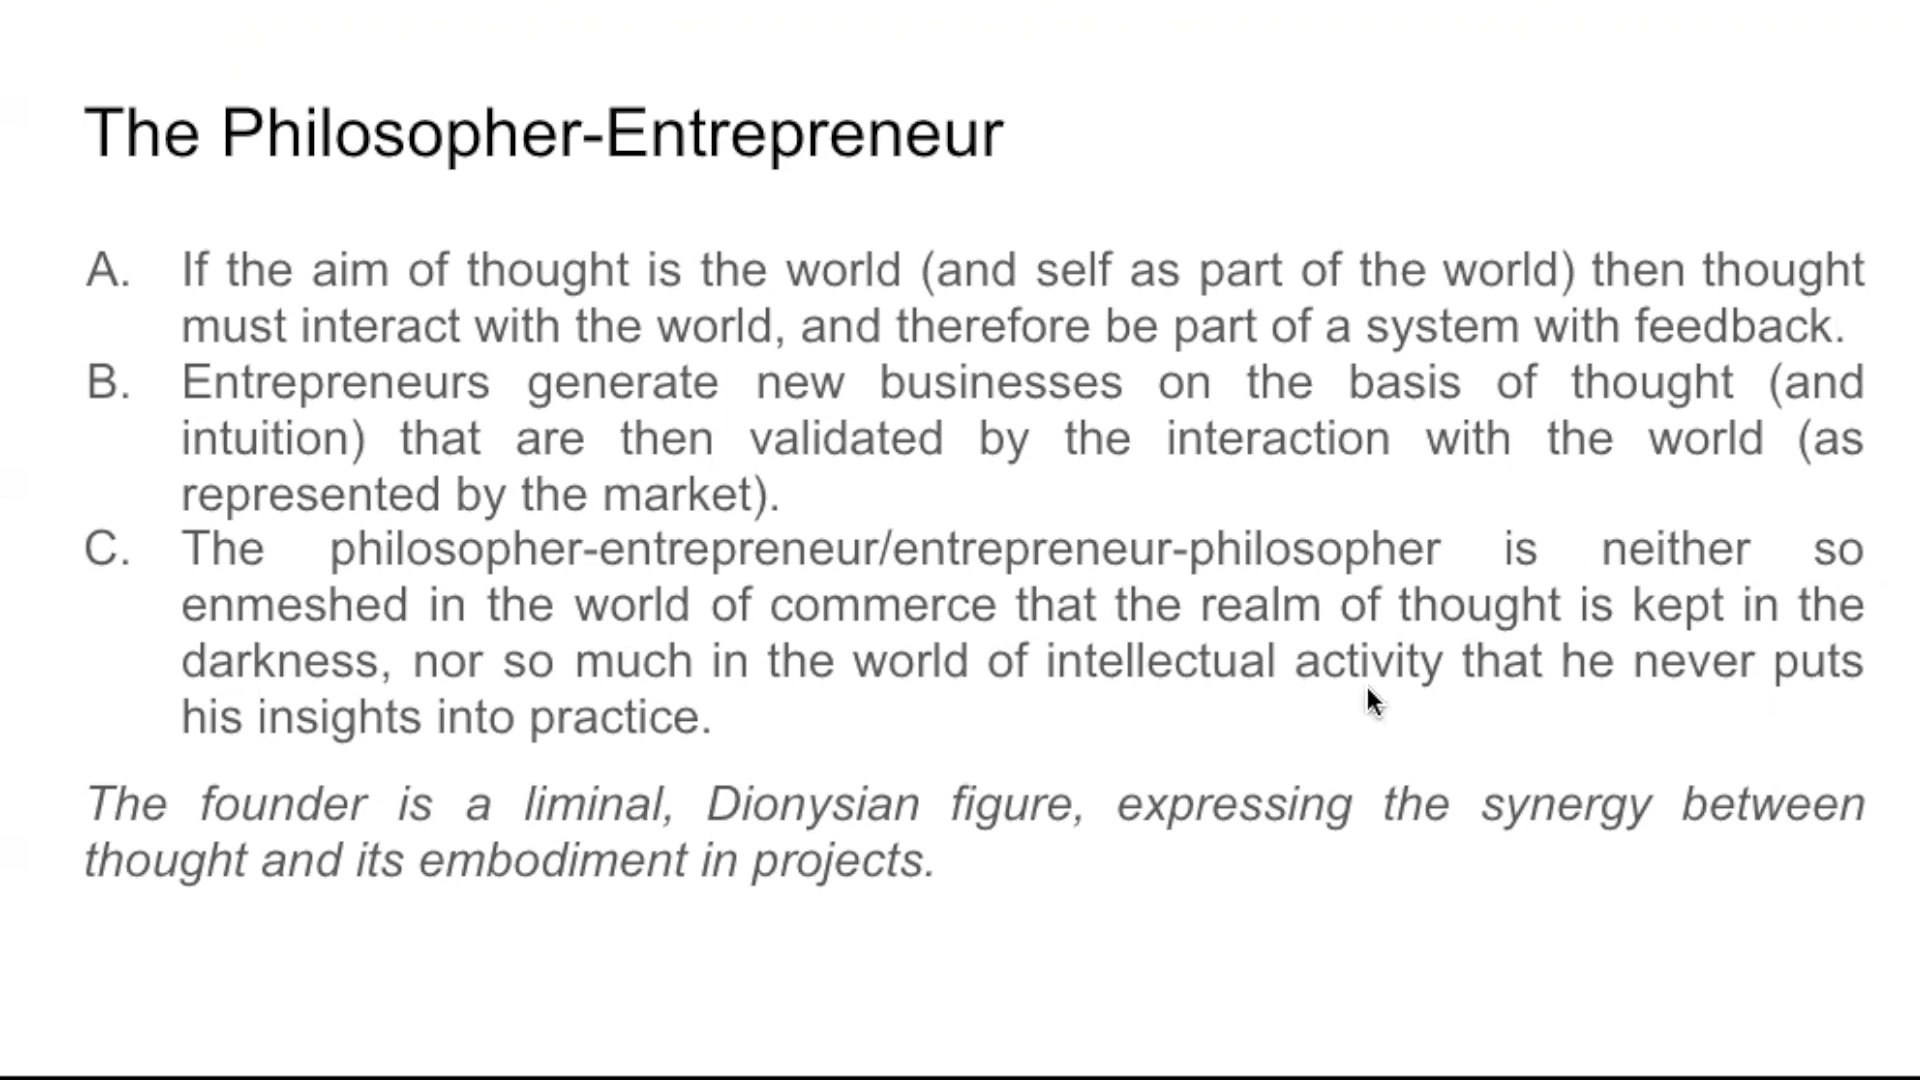 The Philosopher-Entrepreneur
A. If the aim of thought is the world (and self as part of the world) then thought
must interact with the world, and therefore be part of a system with feedback.
B. Entrepreneurs generate new businesses on the basis of thought (and
intuition) that are then validated by the interaction with the world (as
represented by the market).
C. The philosopher-entrepreneur/entrepreneur-philosopher is neither so
enmeshed in the world of commerce that the realm of thought is kept in the
darkness, nor so much in the world of intellectual activity that he never puts
his insights into practice.
The founder is a liminal, Dionysian figure, expressing the synergy between
thought and its embodiment in projects.